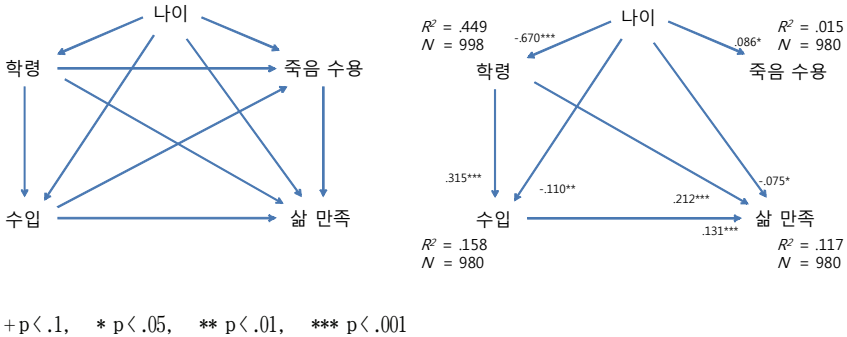 나이
학령
죽음 수용
수입
삶 만족
나이
R² = .449
N = 998
R² = .015
N = 980
-.670***
.086*
학령
죽음 수용
.315***
-.110**
.212***
-.075*
수입
삶 만족
.131***
R² = .158
N = 980
R² = .117
N = 980
+p<.1, * p<.05, ** p<.01, *** p<.001